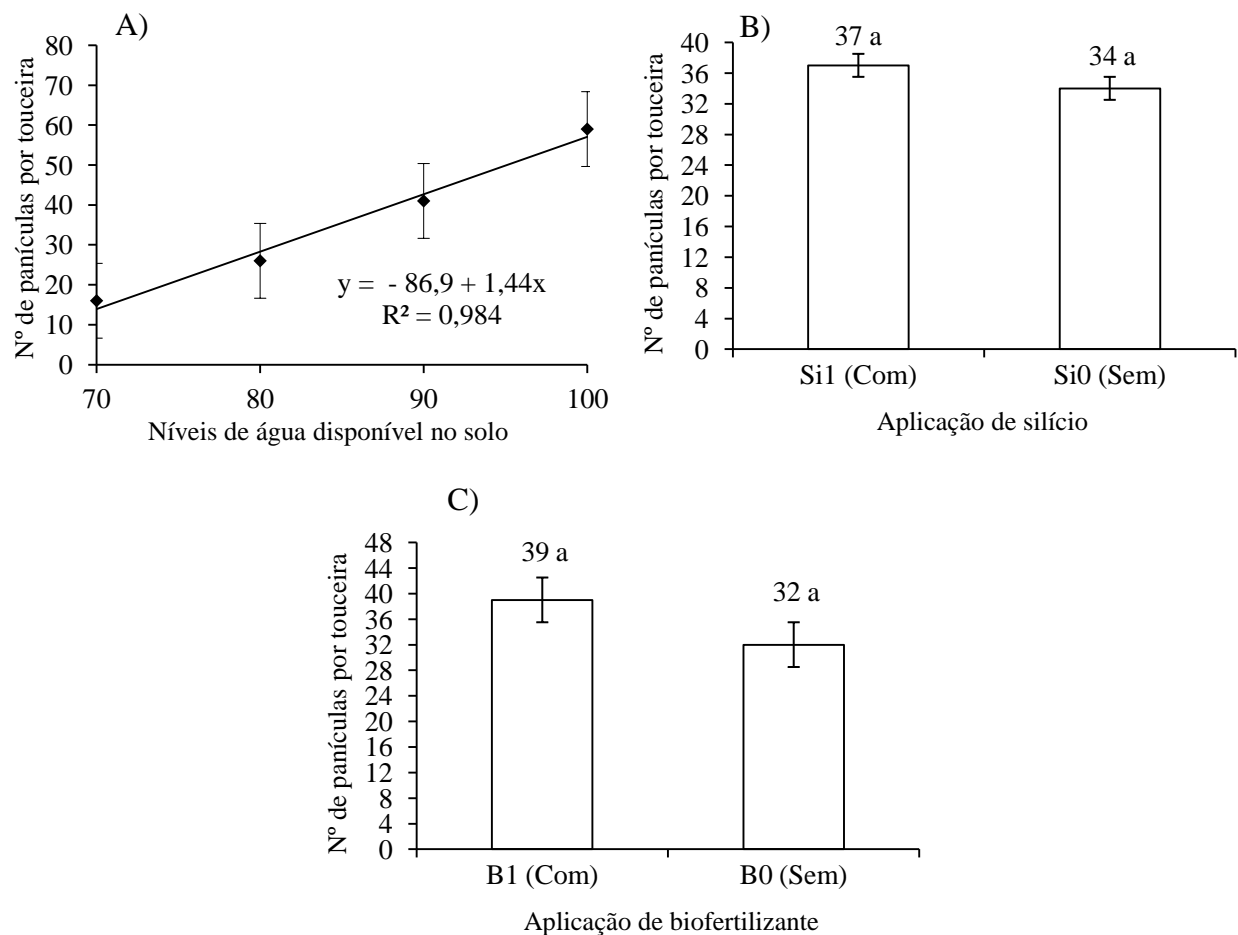 A)
Nº de panículas por touceira
80
70
60
50
40
30
20
10
0
y = - 86,9 + 1,44x
R² = 0,984
70 80 90 100
Níveis de água disponível no solo
B)
Nº de panículas por touceira
40
36
32
28
24
20
16
12
8
4
0
37 a
34 a
Si1 (Com) Si0 (Sem)
Aplicação de silício
C)
Nº de panículas por touceira
48
44
40
36
32
28
24
20
16
12
8
4
0
39 a
32 a
B1 (Com) B0 (Sem)
Aplicação de biofertilizante